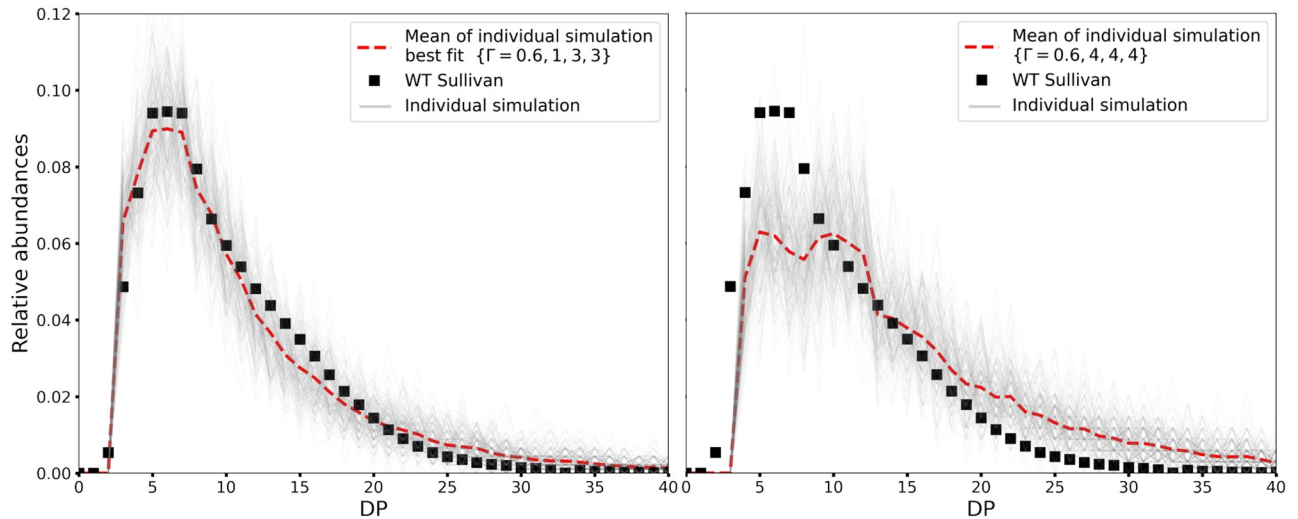 Relative abundances
0.12
0.10
0.08
0.06
0.04
0.02
0.00
Mean of individual simulation
best fit {Γ = 0.6, 1, 3, 3}
WT Sullivan
Individual simulation
0 5 10 15 20 25 30 35 40
DP
Mean of individual simulation
{Γ = 0.6, 4, 4, 4}
WT Sullivan
Individual simulation
0 5 10 15 20 25 30 35 40
DP